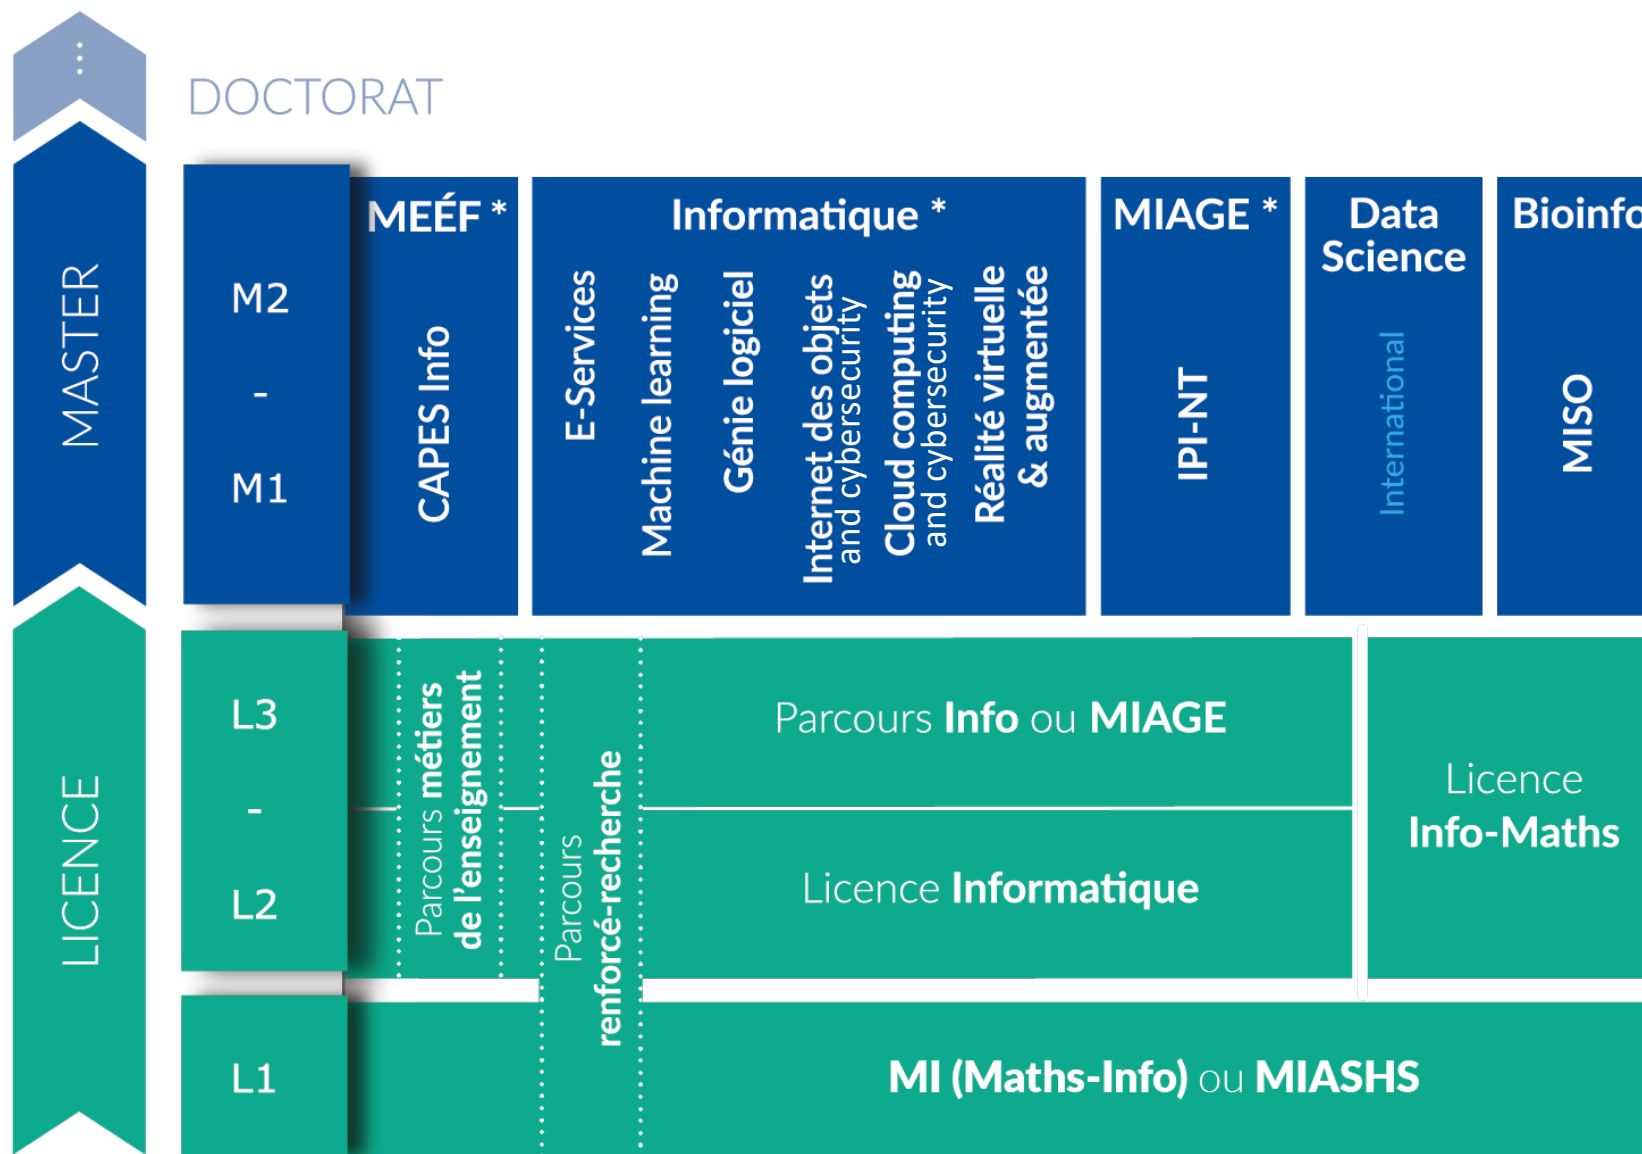 ⋮
DOCTORAT
MASTER
M2
-
M1
MEÉF *
CAPES Info
Informatique *
E-Services
Machine learning
Génie logiciel
Internet des objets
and cybersecurity
Cloud computing
and cybersecurity
Réalité virtuelle
& augmentée
MIAGE *
IPI-NT
Data
Science
International
Bioinfo
MISO
LICENCE
L3
-
L2
Parcours métiers
de l'enseignement
Parcours
renforcé-recherche
Parcours Info ou MIAGE
Licence Informatique
Licence
Info-Maths
L1
MI (Maths-Info) ou MIASHS